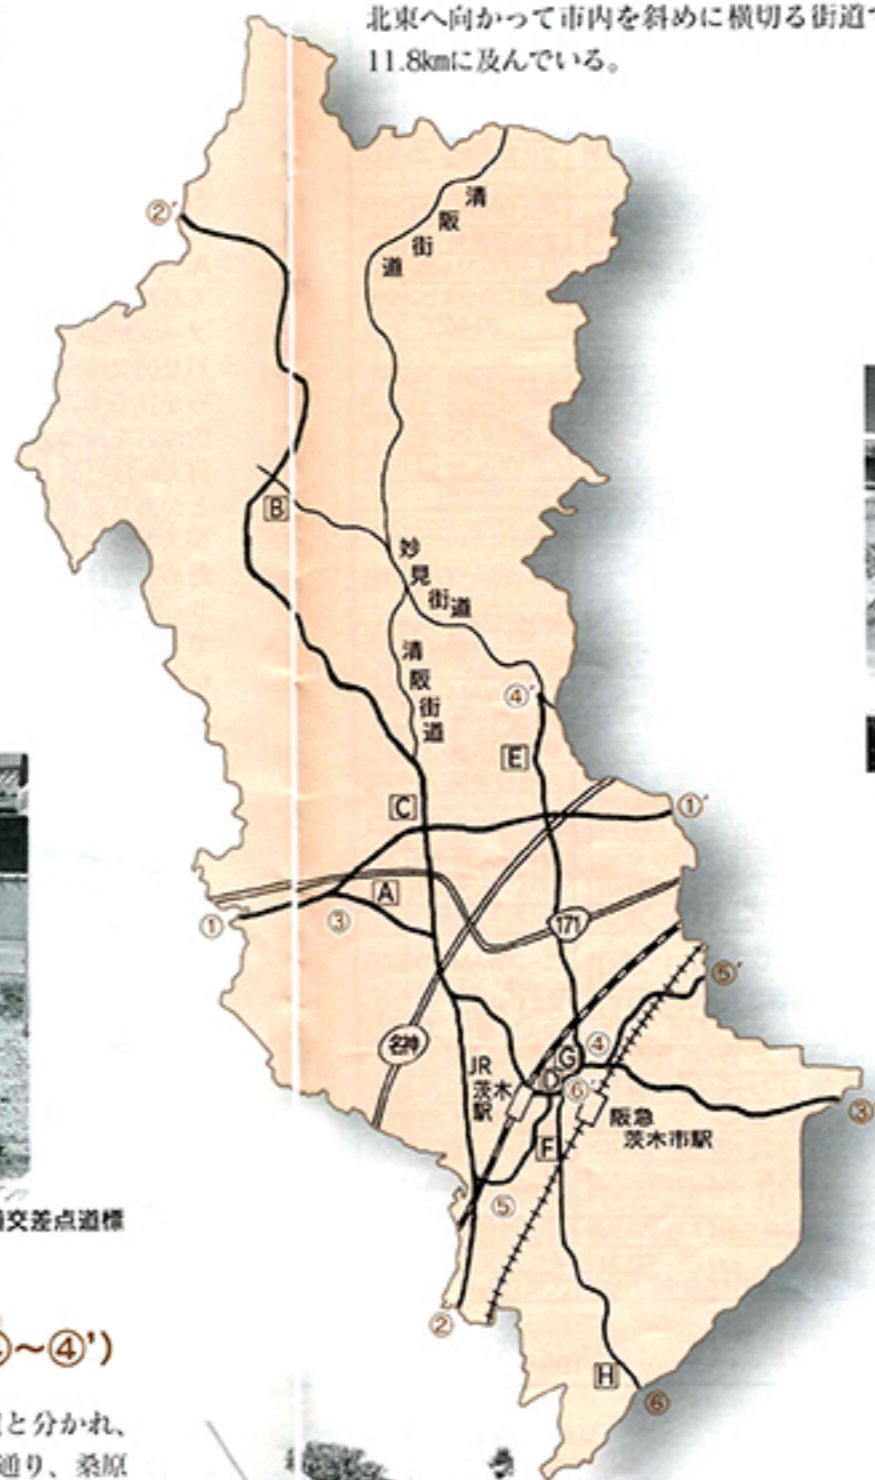 北東へ向かって市内を斜めに横切る街道で
11.8kmに及んでいる。
②'
清阪街道
B
妙見街道
清阪街道
④'
E
C
①'
A
①
③
171
⑤'
名神
JR茨木駅
G
④
D
⑥'
阪急
茨木市駅
③'
F
⑤
②
H
⑥
交差点道標
～④')
と分かれ、
通り、桑原